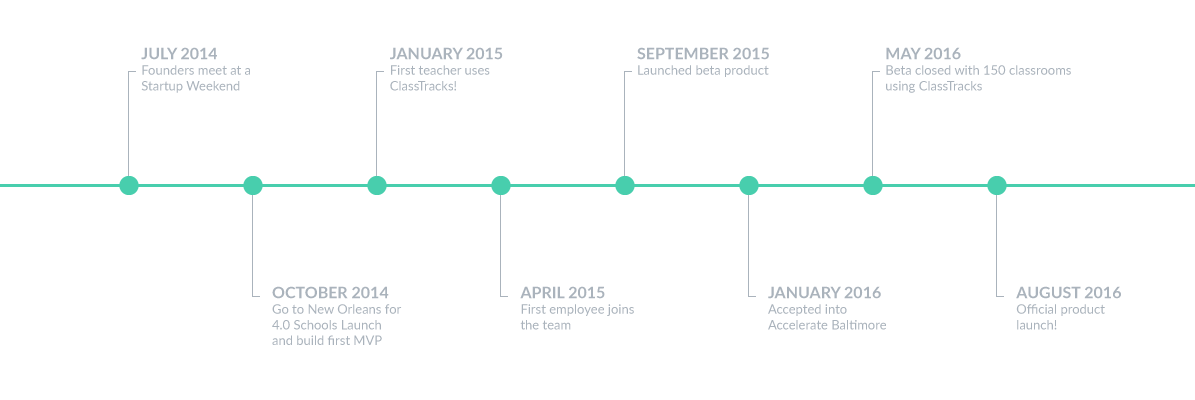 JULY 2014
Founders meet at a
Startup Weekend
OCTOBER 2014
Go to New Orleans for
4.0 Schools Launch
and build first MVP
JANUARY 2015
First teacher uses
ClassTracks!
APRIL 2015
First employee joins
the team
SEPTEMBER 2015
Launched beta product
JANUARY 2016
Accepted into
Accelerate Baltimore
MAY 2016
Beta closed with 150 classrooms
using ClassTracks
AUGUST 2016
Official product
launch!